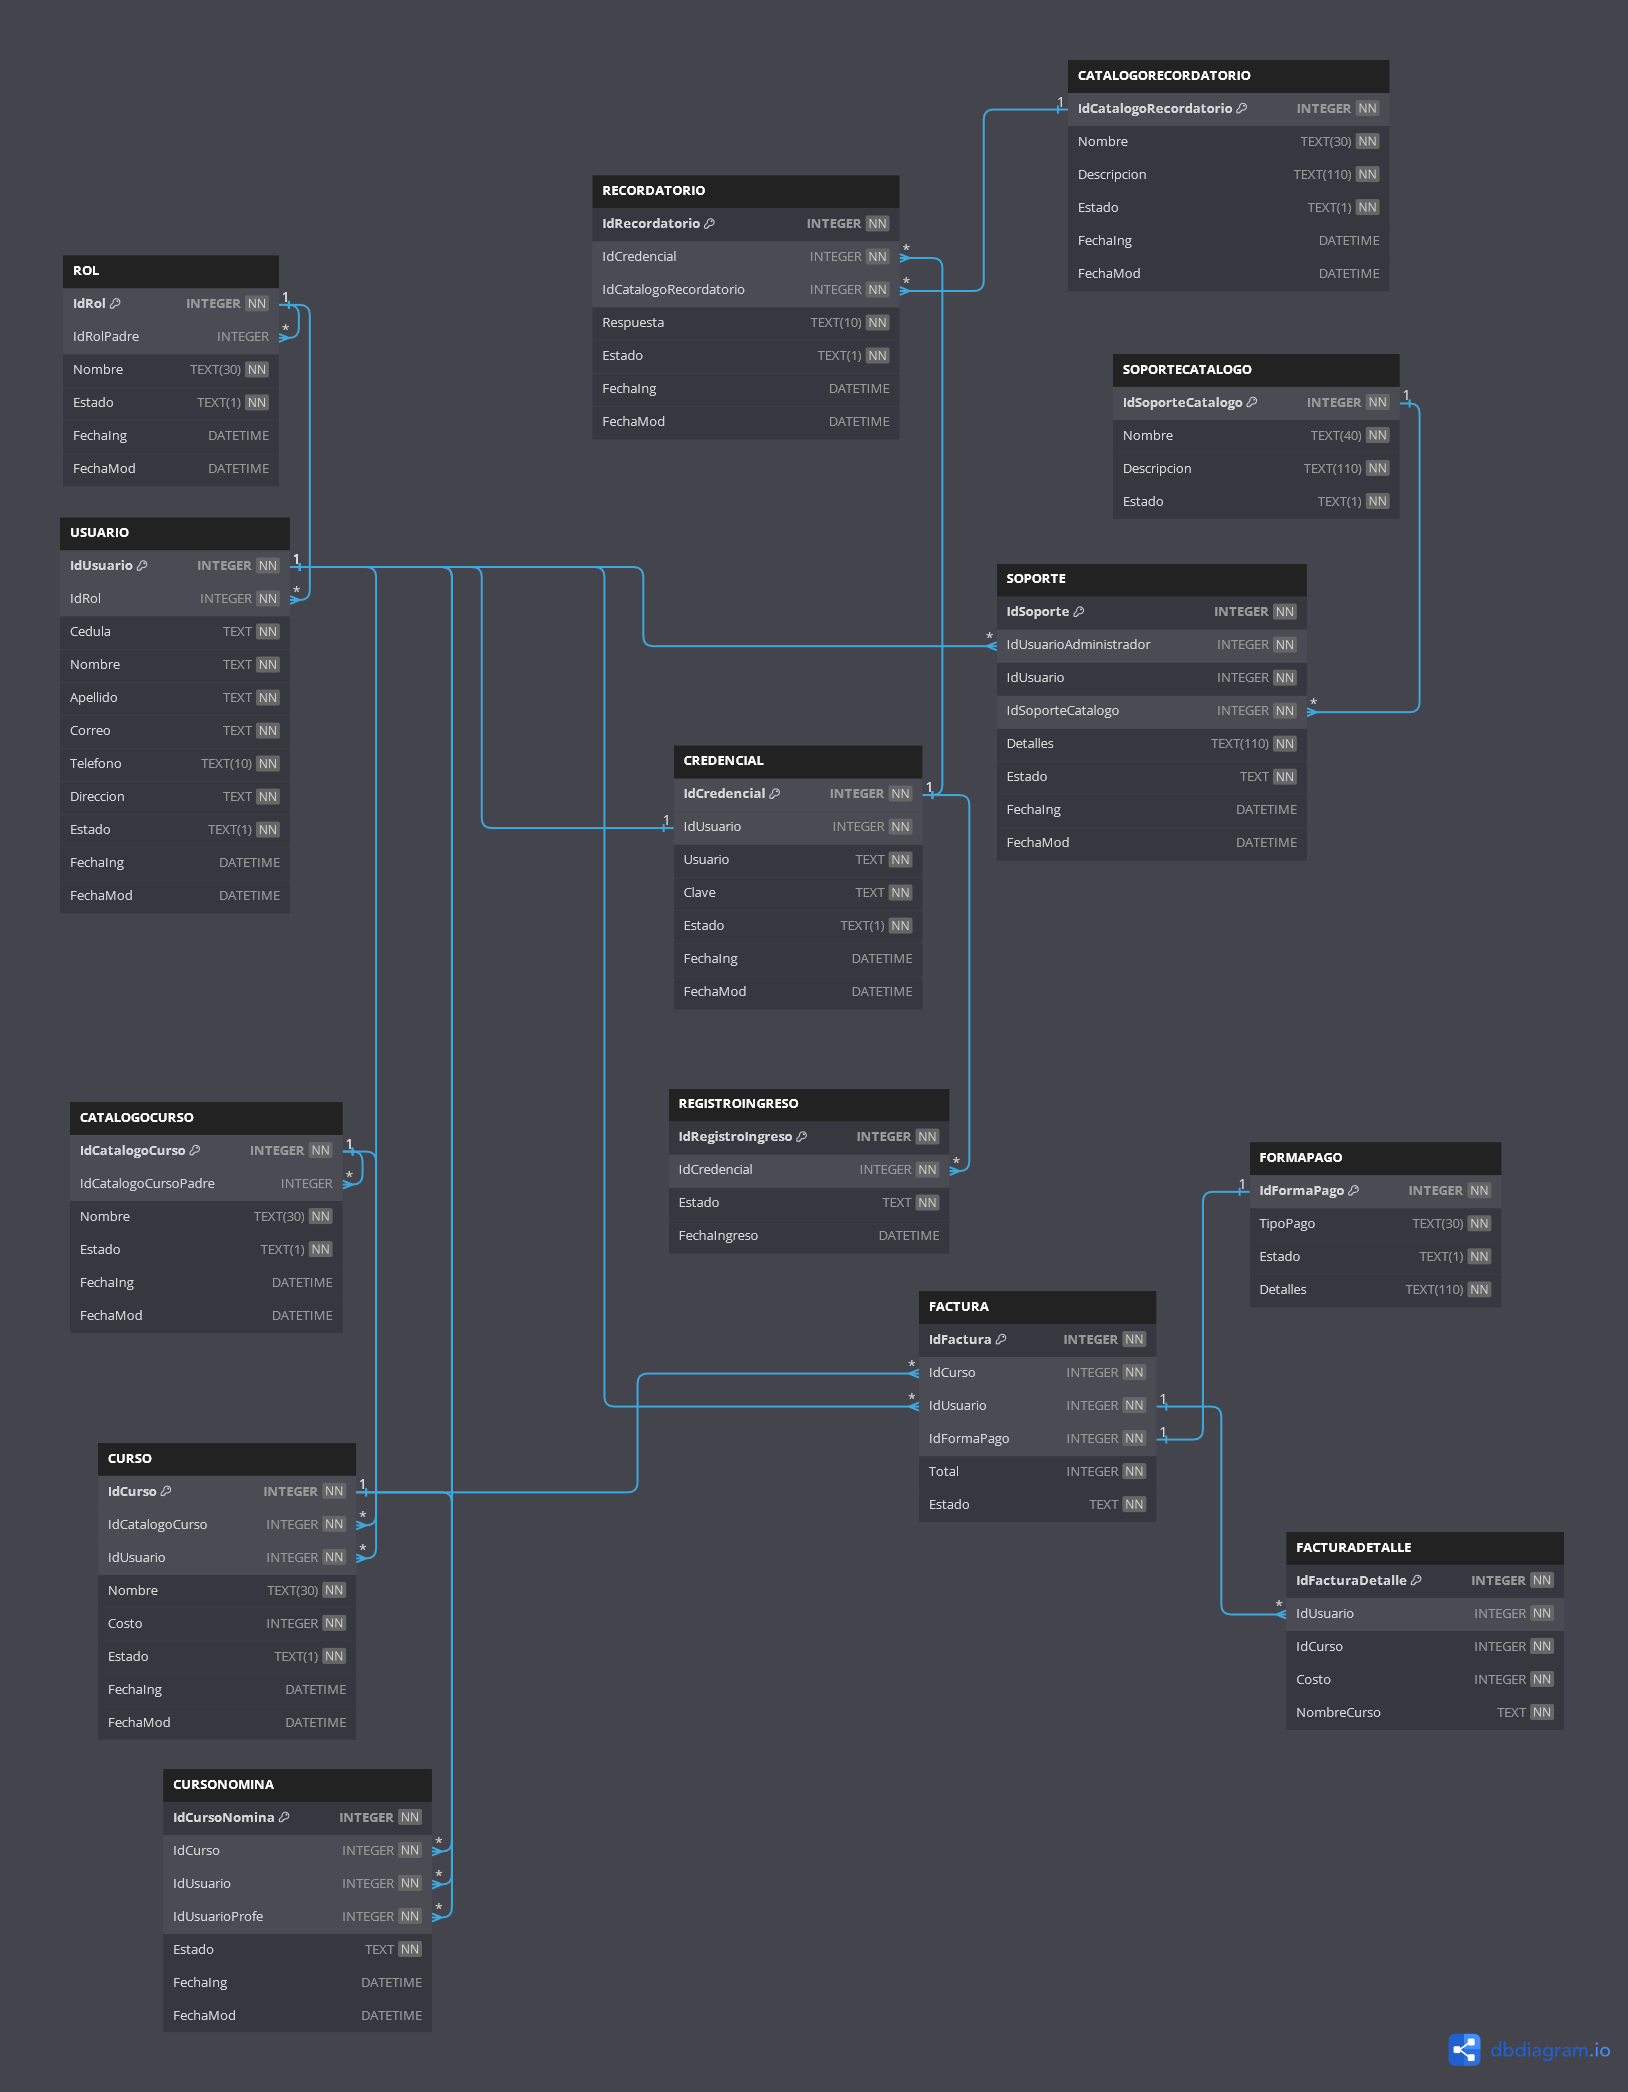 CATALOGORECORDATORIO
1 IdCatalogoRecordatorio INTEGER NN
Nombre TEXT(30) NN
Descripcion TEXT(110) NN
Estado TEXT(1) NN
FechaIng DATETIME
FechaMod DATETIME
RECORDATORIO
IdRecordatorio INTEGER NN
IdCredencial INTEGER NN *
IdCatalogoRecordatorio INTEGER NN *
Respuesta TEXT(10) NN
Estado TEXT(1) NN
FechaIng DATETIME
FechaMod DATETIME
ROL
IdRol INTEGER NN 1
IdRolPadre INTEGER *
Nombre TEXT(30) NN
Estado TEXT(1) NN
FechaIng DATETIME
FechaMod DATETIME
SOPORTECATALOGO
IdSoporteCatalogo INTEGER NN 1
Nombre TEXT(40) NN
Descripcion TEXT(110) NN
Estado TEXT(1) NN
USUARIO
IdUsuario INTEGER NN 1
IdRol INTEGER NN *
Cedula TEXT NN
Nombre TEXT NN
Apellido TEXT NN
Correo TEXT NN
Telefono TEXT(10) NN
Direccion TEXT NN
Estado TEXT(1) NN
FechaIng DATETIME
FechaMod DATETIME
SOPORTE
IdSoporte INTEGER NN
* IdUsuarioAdministrador INTEGER NN
IdUsuario INTEGER NN
IdSoporteCatalogo INTEGER NN *
Detalles TEXT(110) NN
Estado TEXT NN
FechaIng DATETIME
FechaMod DATETIME
CREDENCIAL
IdCredencial INTEGER NN 1
1 IdUsuario INTEGER NN
Usuario TEXT NN
Clave TEXT NN
Estado TEXT(1) NN
FechaIng DATETIME
FechaMod DATETIME
REGISTROINGRESO
IdRegistroIngreso INTEGER NN
IdCredencial INTEGER NN *
Estado TEXT NN
FechaIngreso DATETIME
CATALOGOCURSO
IdCatalogoCurso INTEGER NN 1
IdCatalogoCursoPadre INTEGER *
Nombre TEXT(30) NN
Estado TEXT(1) NN
FechaIng DATETIME
FechaMod DATETIME
FORMAPAGO
1 IdFormaPago INTEGER NN
TipoPago TEXT(30) NN
Estado TEXT(1) NN
Detalles TEXT(110) NN
FACTURA
IdFactura INTEGER NN
* IdCurso INTEGER NN
* IdUsuario INTEGER NN 1
IdFormaPago INTEGER NN 1
Total INTEGER NN
Estado TEXT NN
CURSO
IdCurso INTEGER NN 1
IdCatalogoCurso INTEGER NN *
IdUsuario INTEGER NN *
Nombre TEXT(30) NN
Costo INTEGER NN
Estado TEXT(1) NN
FechaIng DATETIME
FechaMod DATETIME
FACTURADETALLE
IdFacturaDetalle INTEGER NN
* IdUsuario INTEGER NN
IdCurso INTEGER NN
Costo INTEGER NN
NombreCurso TEXT NN
CURSONOMINA
IdCursoNomina INTEGER NN
IdCurso INTEGER NN *
IdUsuario INTEGER NN *
IdUsuarioProfe INTEGER NN *
Estado TEXT NN
FechaIng DATETIME
FechaMod DATETIME
dbdiagram.io